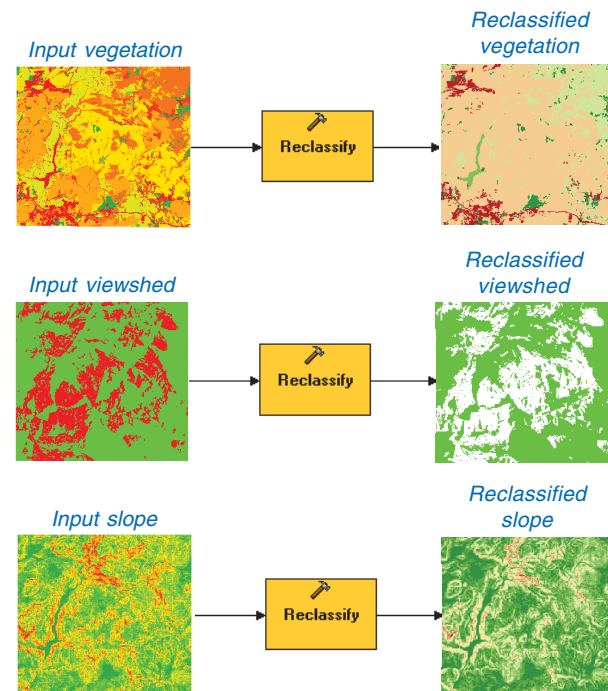 Input vegetation
Reclassify
Reclassified
vegetation
Input viewshed
Reclassify
Reclassified
viewshed
Input slope
Reclassify
Reclassified
slope